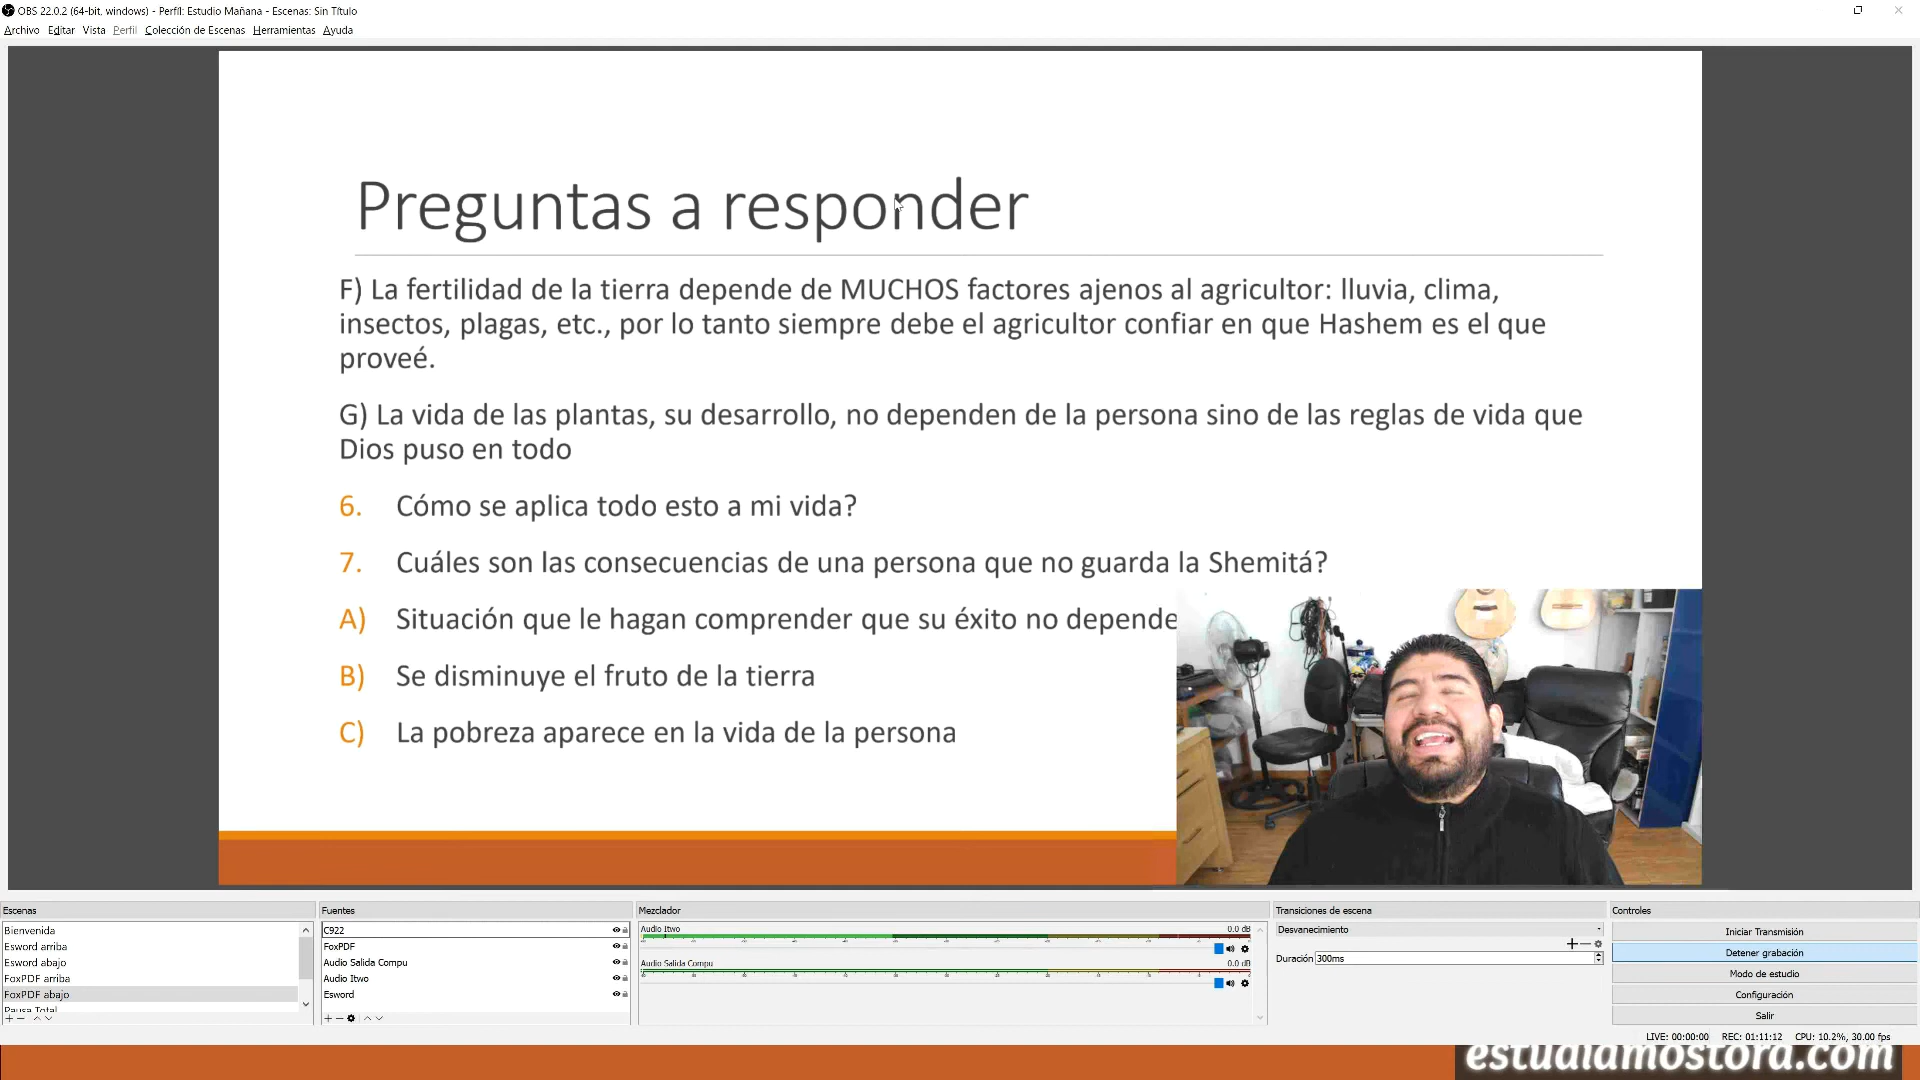 OBS 22.0.2 (64-bit, windows) - Perfil: Estudio Mañana - Escenas: Sin Título
Archivo Editar Vista Perfil Colección de Escenas Herramientas Ayuda
Preguntas a responder
F) La fertilidad de la tierra depende de MUCHOS factores ajenos al agricultor: lluvia, clima,
insectos, plagas, etc., por lo tanto siempre debe el agricultor confiar en que Hashem es el que
proveé.
G) La vida de las plantas, su desarrollo, no dependen de la persona sino de las reglas de vida que
Dios puso en todo
6. Cómo se aplica todo esto a mi vida?
7. Cuáles son las consecuencias de una persona que no guarda la Shemitá?
A) Situación que le hagan comprender que su éxito no depende
B) Se disminuye el fruto de la tierra
C) La pobreza aparece en la vida de la persona
Escenas
Bienvenida
Esword arriba
Esword abajo
FoxPDF arriba
FoxPDF abajo
Pausa Total
Fuentes
C922
FoxPDF
Audio Salida Compu
Audio Itwo
Esword
Mezclador
Audio Itwo 0.0 dB
Audio Salida Compu 0.0 dB
Transiciones de escena
Desvanecimiento
Duración 300ms
Controles
Iniciar Transmisión
Detener grabación
Modo de estudio
Configuración
Salir
LIVE: 00:00:00 REC: 01:11:12 CPU: 10.2%, 30.00 fps
estudiamostora.com